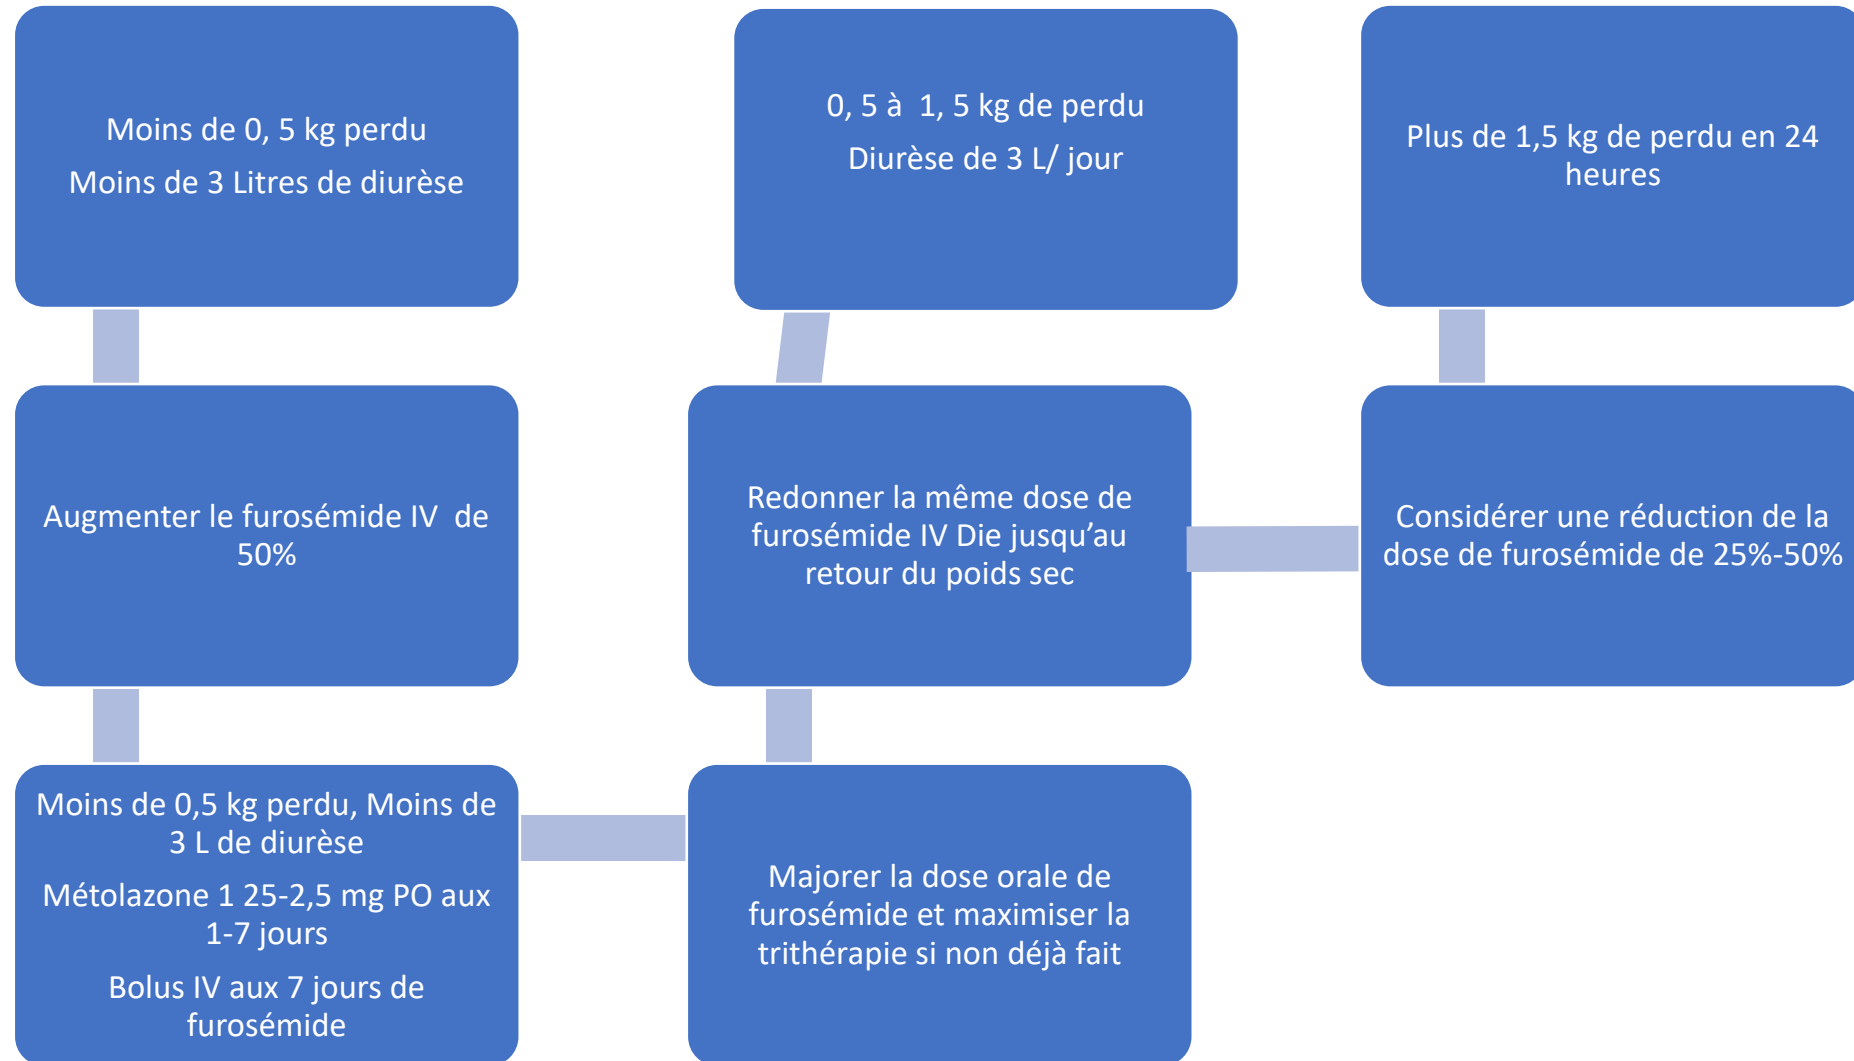 Moins de 0, 5 kg perdu
Moins de 3 Litres de diurèse
0, 5 à  1, 5 kg de perdu
Diurèse de 3 L/ jour
Plus de 1,5 kg de perdu en 24
heures
Augmenter le furosémide IV  de
50%
Redonner la même dose de
furosémide IV Die jusqu’au
retour du poids sec
Considérer une réduction de la
dose de furosémide de 25%-50%
Moins de 0,5 kg perdu, Moins de
3 L de diurèse
Métolazone 1 25-2,5 mg PO aux
1-7 jours
Bolus IV aux 7 jours de
furosémide
Majorer la dose orale de
furosémide et maximiser la
trithérapie si non déjà fait